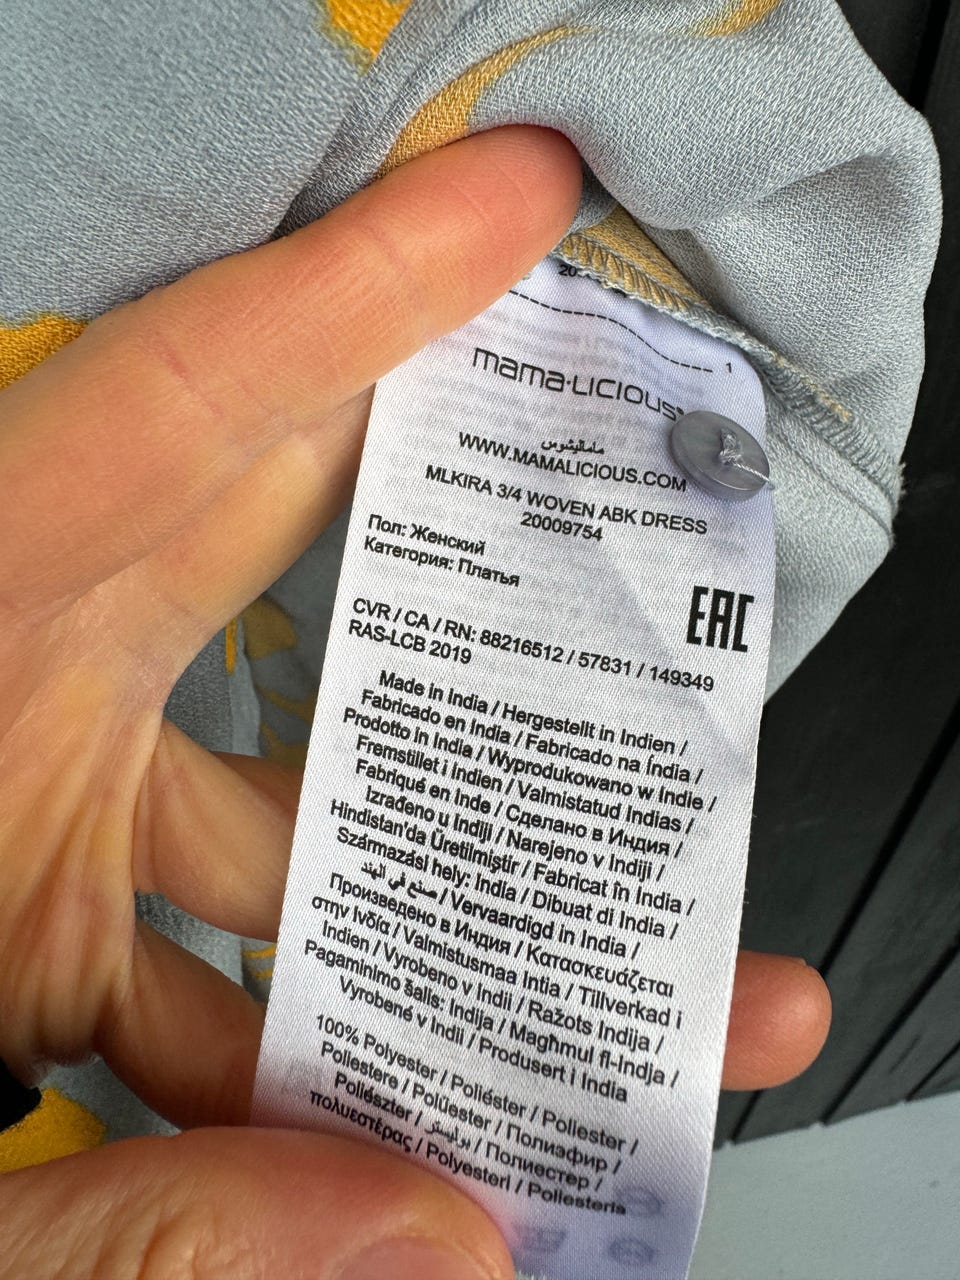 20
1
mama·licious
ماماليشوس
WWW.MAMALICIOUS.COM
MLKIRA 3/4 WOVEN ABK DRESS
20009754
Пол: Женский
Категория: Платья
EAC
CVR / CA / RN: 88216512 / 57831 / 149349
RAS-LCB 2019
Made in India / Hergestellt in Indien /
Fabricado en India / Fabricado na Índia /
Prodotto in India / Wyprodukowano w Indie /
Fremstillet i Indien / Valmistatud Indias /
Fabriqué en Inde / Сделано в Индия /
Izrađeno u Indiji / Narejeno v Indiji /
Hindistan'da Üretilmiştir / Fabricat în India /
Származási hely: India / Dibuat di India /
صنع في الهند / Vervaardigd in India /
Произведено в Индия / Κατασκευάζεται
στην Ινδία / Valmistusmaa Intia / Tillverkad i
Indien / Vyrobeno v Indii / Ražots Indija /
Pagaminimo šalis: Indija / Magħmul fl-Indja /
Vyrobené v Indii / Produsert i India
100% Polyester / Poliéster / Poliester /
Poliestere / Polüester / Полиэфир /
Poliészter / بوليستر / Полиестер /
πολυεστέρας / Polyesteri / Poliesteris